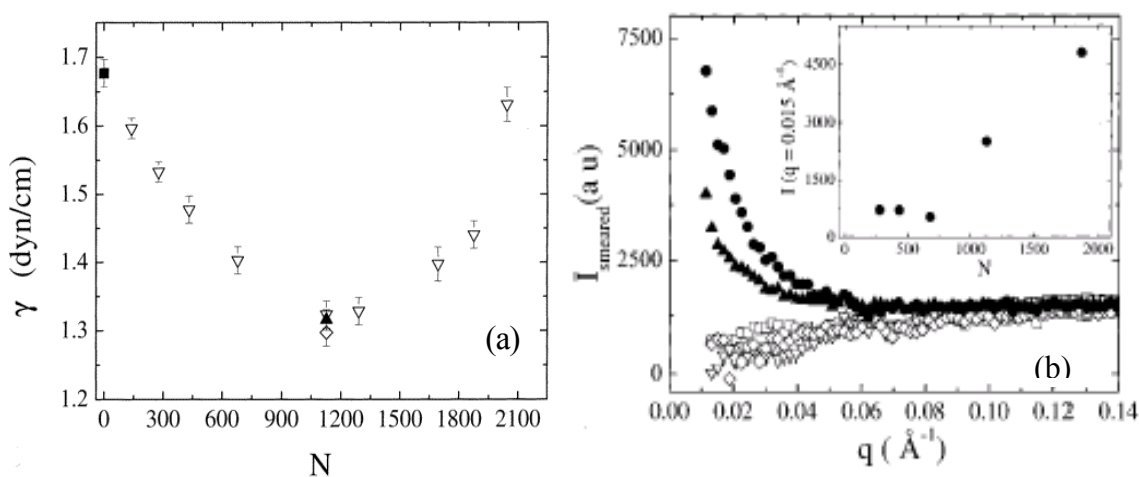 1.7
1.6
1.5
1.4
1.3
1.2
γ (dyn/cm)
0 300 600 900 1200 1500 1800 2100
N
(a)
7500
5000
2500
0
I smeared (a u)
0.00 0.02 0.04 0.06 0.08 0.10 0.12 0.14
q ( Å-1)
(b)
4500
3000
1500
0
I (q = 0.015 Å-1)
0 500 1000 1500 2000
N